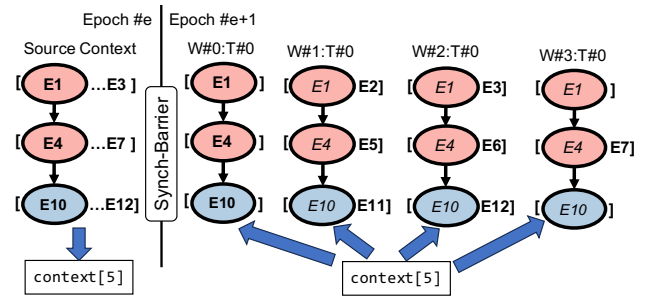 Epoch #e
Epoch #e+1
Source Context
W#0:T#0
W#1:T#0
W#2:T#0
W#3:T#0
[ E1 ...E3 ]
[ E1 ]
[ E1 E2]
[ E1 E3]
[ E1 ]
Synch-Barrier
[ E4 ...E7 ]
[ E4 ]
[ E4 E5]
[ E4 E6]
[ E4 E7]
[ E10 ...E12]
[ E10 ]
[ E10 E11]
[ E10 E12]
[ E10 ]
context[5]
context[5]